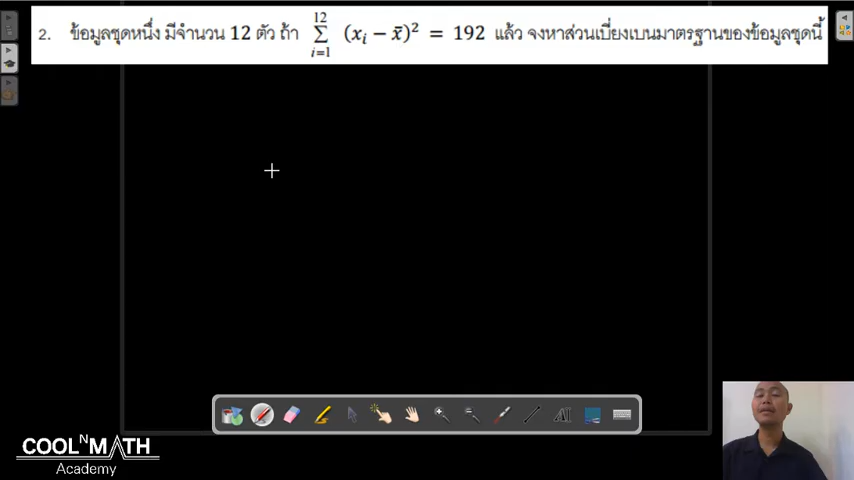 2. ข้อมูลชุดหนึ่ง มีจำนวน 12 ตัว ถ้า \sum_{i=1}^{12} (x_i − x̄)² = 192 แล้ว จงหาส่วนเบี่ยงเบนมาตรฐานของข้อมูลชุดนี้
COOL N MATH
Academy